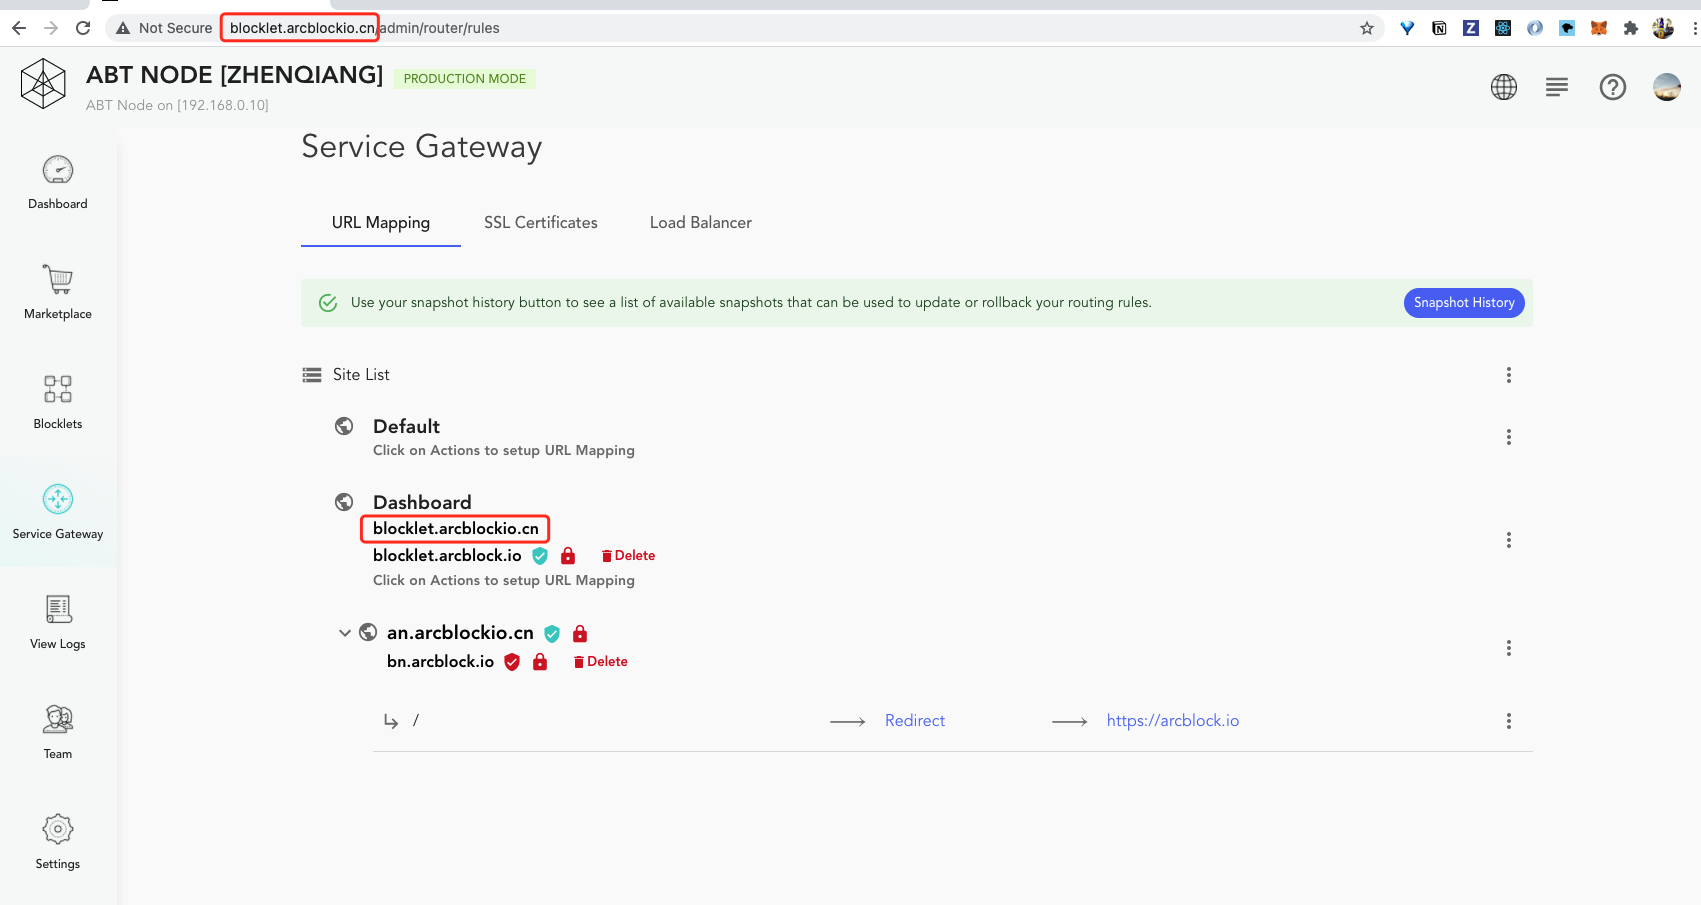 Not Secure blocklet.arcblockio.cn/admin/router/rules
ABT NODE [ZHENQIANG] PRODUCTION MODE
ABT Node on [192.168.0.10]
Dashboard
Marketplace
Blocklets
Service Gateway
View Logs
Team
Settings
Service Gateway
URL Mapping SSL Certificates Load Balancer
Use your snapshot history button to see a list of available snapshots that can be used to update or rollback your routing rules. Snapshot History
Site List
Default
Click on Actions to setup URL Mapping
Dashboard
blocklet.arcblockio.cn
blocklet.arcblock.io Delete
Click on Actions to setup URL Mapping
an.arcblockio.cn
bn.arcblock.io Delete
/ Redirect https://arcblock.io